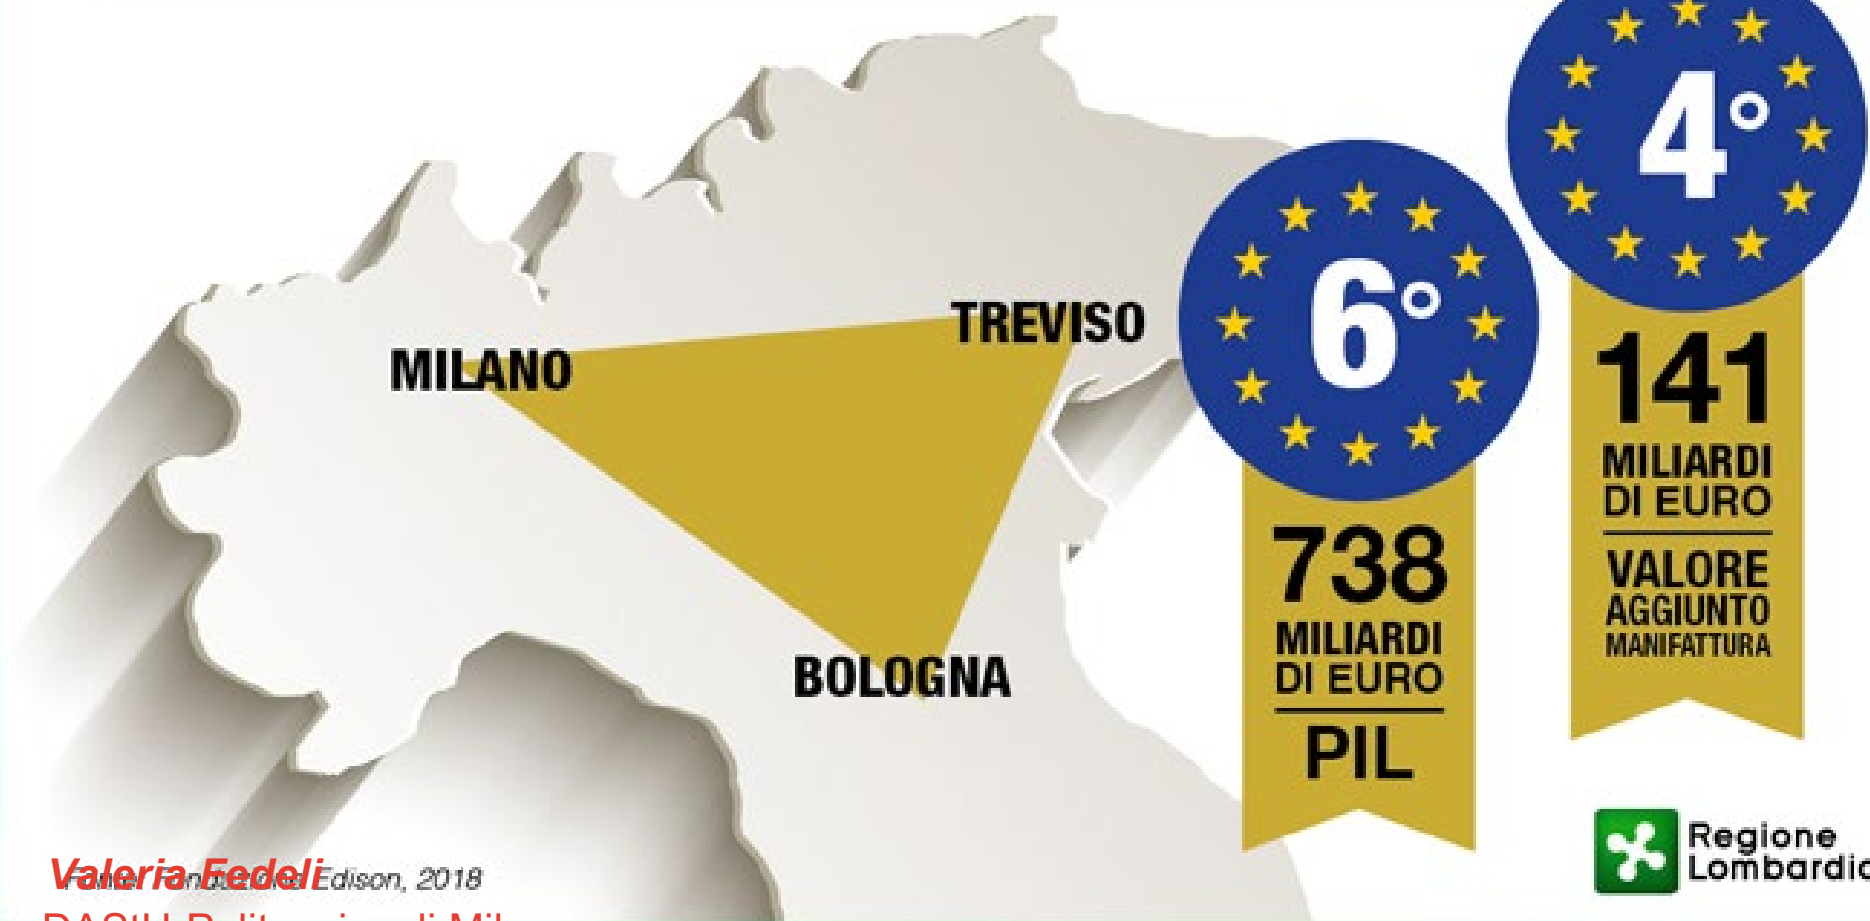 4°
6°
TREVISO
MILANO
BOLOGNA
141
MILIARDI
DI EURO
VALORE
AGGIUNTO
MANIFATTURA
738
MILIARDI
DI EURO
PIL
Regione
Valeria Fedeli
Edison, 2018